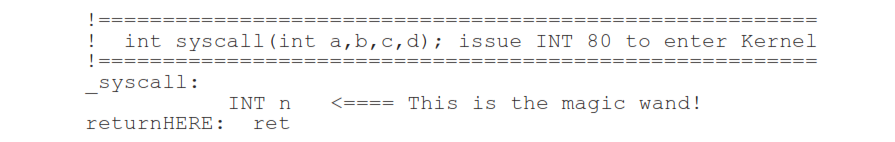 !========================================================
!  int syscall(int a,b,c,d); issue INT 80 to enter Kernel
!========================================================
_syscall:
           INT n   <==== This is the magic wand!
returnHERE:  ret